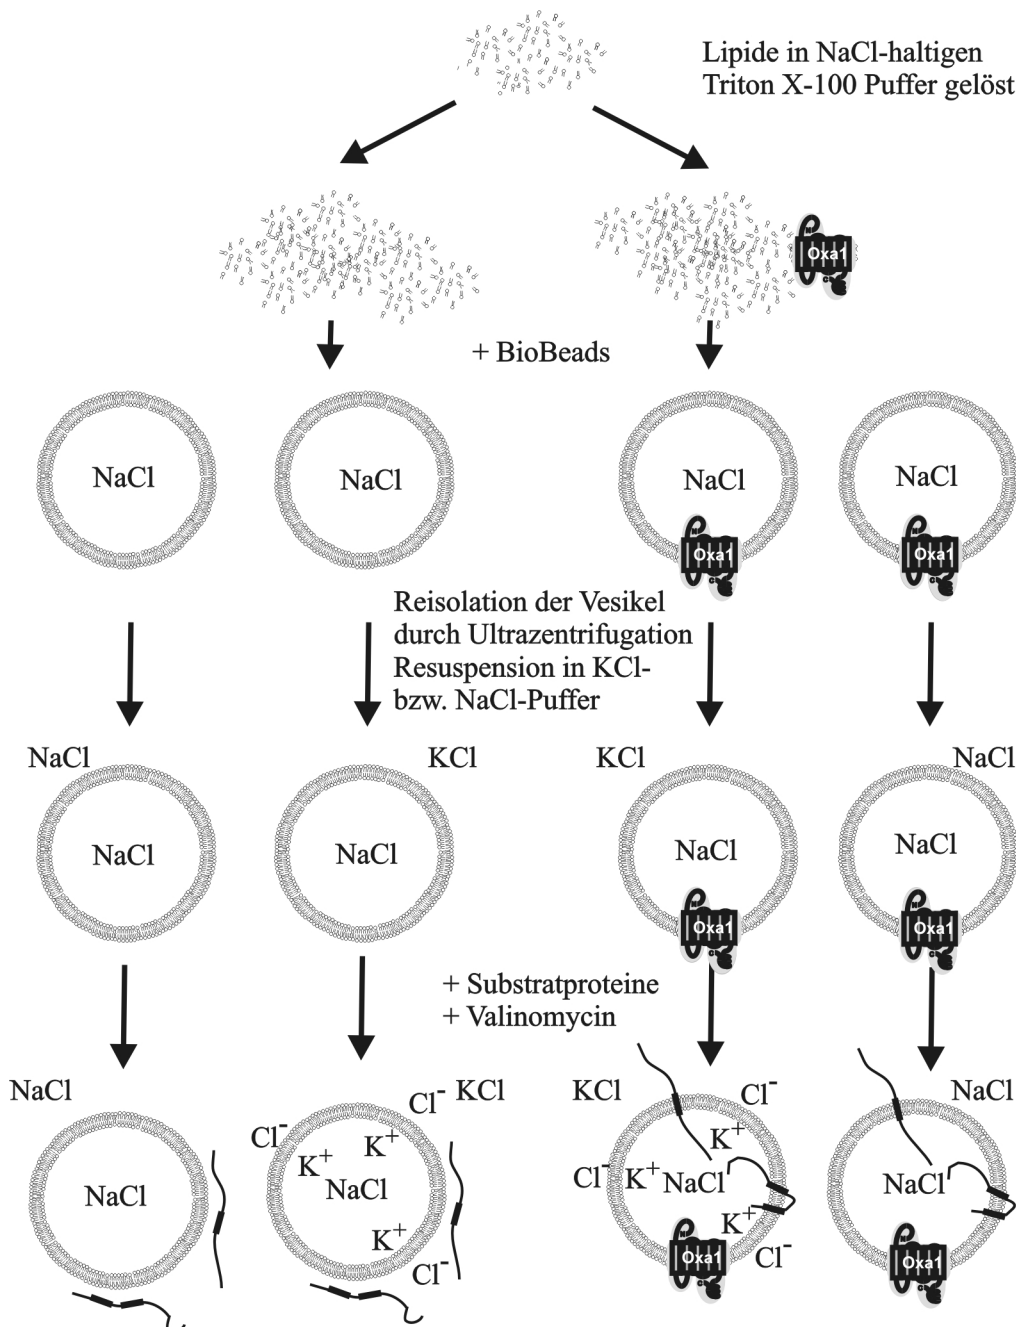 Lipide in NaCl-haltigen
Triton X-100 Puffer gelöst
N
Oxa1
C
+ BioBeads
NaCl
NaCl
NaCl
NaCl
N
Oxa1
C
N
Oxa1
C
Reisolation der Vesikel
durch Ultrazentrifugation
Resuspension in KCl-
bzw. NaCl-Puffer
NaCl
KCl
KCl
NaCl
NaCl
NaCl
NaCl
NaCl
N
Oxa1
C
N
Oxa1
C
+ Substratproteine
+ Valinomycin
NaCl
Cl⁻
KCl
KCl
Cl⁻
NaCl
Cl⁻
K⁺
K⁺
K⁺
NaCl
NaCl
Cl⁻
K⁺
NaCl
NaCl
K⁺
Cl⁻
K⁺
Cl⁻
N
Oxa1
C
N
Oxa1
C